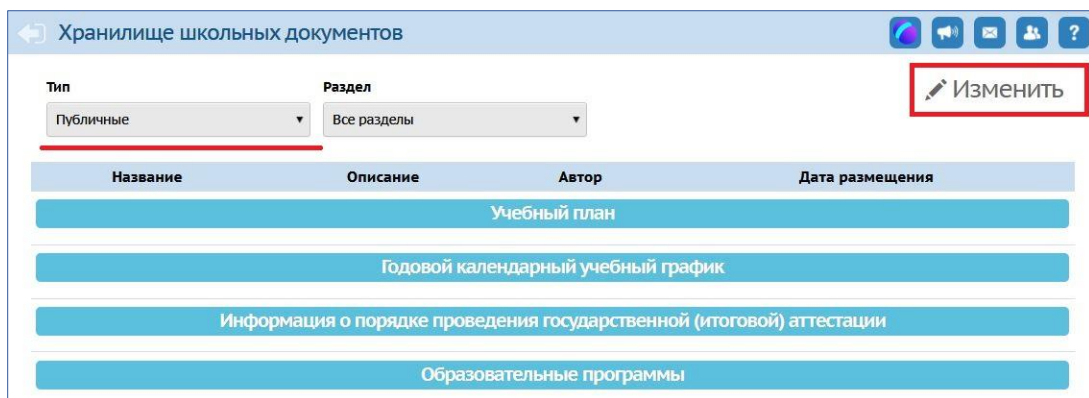 Хранилище школьных документов
?
Тип
Раздел
Изменить
Публичные
Все разделы
Название Описание Автор Дата размещения
Учебный план
Годовой календарный учебный график
Информация о порядке проведения государственной (итоговой) аттестации
Образовательные программы